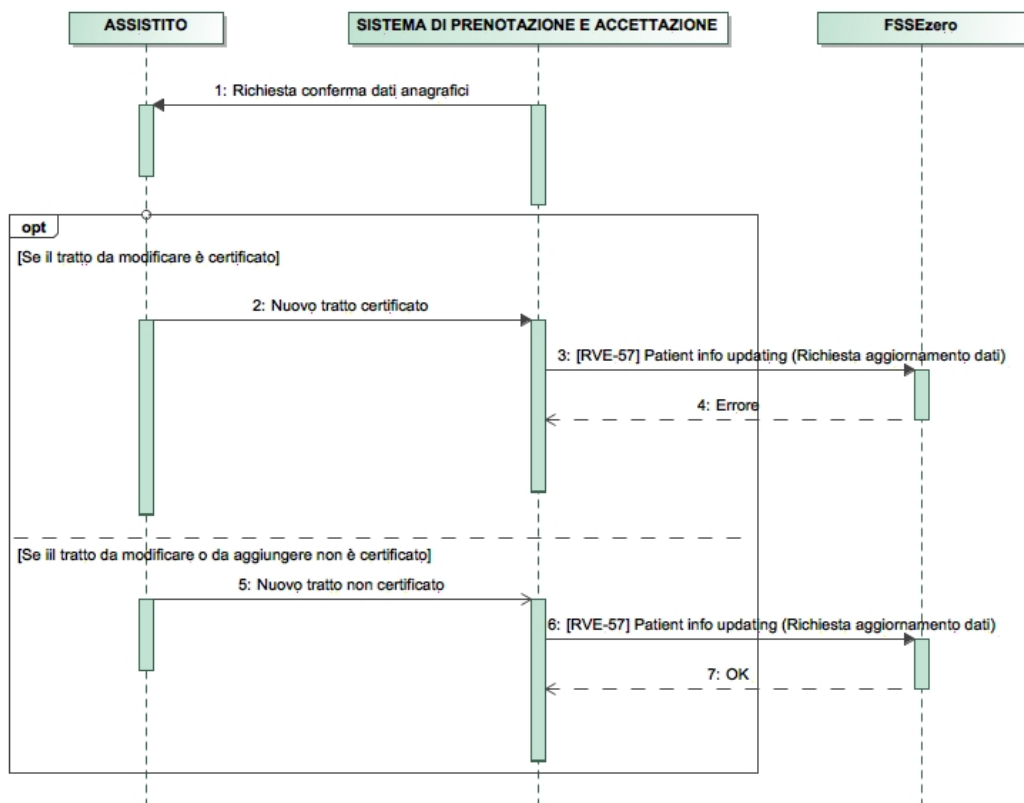 ASSISTITO
SISTEMA DI PRENOTAZIONE E ACCETTAZIONE
FSSEzero
1: Richiesta conferma dati anagrafici
opt
[Se il tratto da modificare è certificato]
2: Nuovo tratto certificato
3: [RVE-57] Patient info updating (Richiesta aggiornamento dati)
4: Errore
[Se iil tratto da modificare o da aggiungere non è certificato]
5: Nuovo tratto non certificato
6: [RVE-57] Patient info updating (Richiesta aggiornamento dati)
7: OK